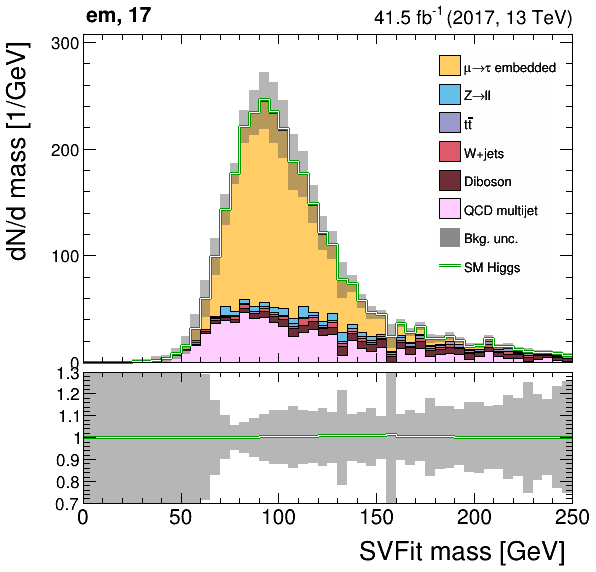 em, 17
41.5 fb⁻¹ (2017, 13 TeV)
dN/d mass [1/GeV]
300
200
100
0
μ→τ embedded
Z→ll
tt̅
W+jets
Diboson
QCD multijet
Bkg. unc.
SM Higgs
1.3
1.2
1.1
1
0.9
0.8
0.7
0 50 100 150 200 250
SVFit mass [GeV]